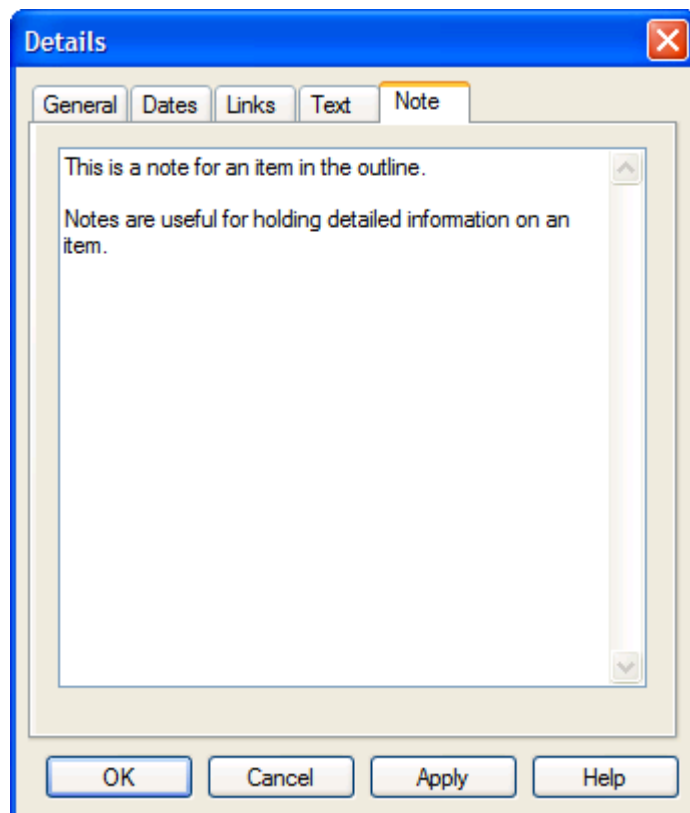 Details
General Dates Links Text Note
This is a note for an item in the outline.
Notes are useful for holding detailed information on an
item.
OK Cancel Apply Help